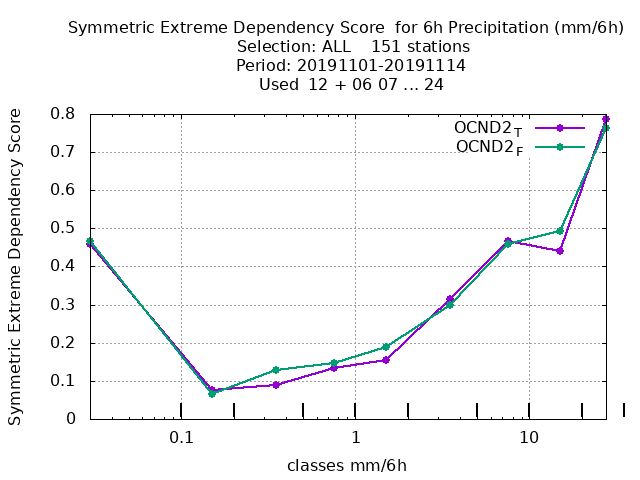 Symmetric Extreme Dependency Score  for 6h Precipitation (mm/6h)
Selection: ALL    151 stations
Period: 20191101-20191114
Used  12 + 06 07 ... 24
Symmetric Extreme Dependency Score
0.8
0.7
0.6
0.5
0.4
0.3
0.2
0.1
0
OCND2T
OCND2F
0.1 1 10
classes mm/6h